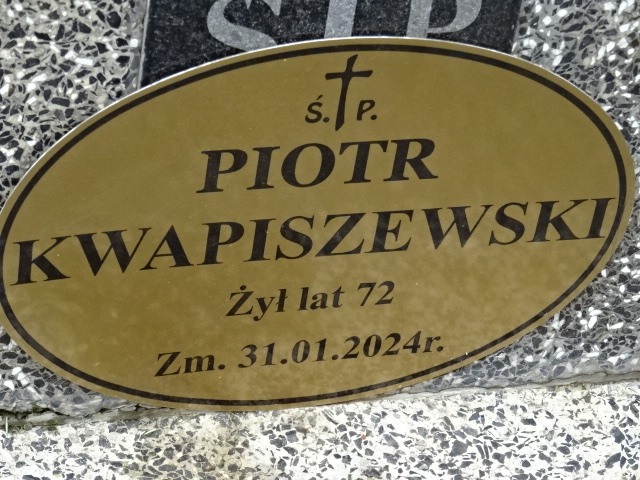 Ś. P.
PIOTR
KWAPISZEWSKI
Żył lat 72
Zm. 31.01.2024r.